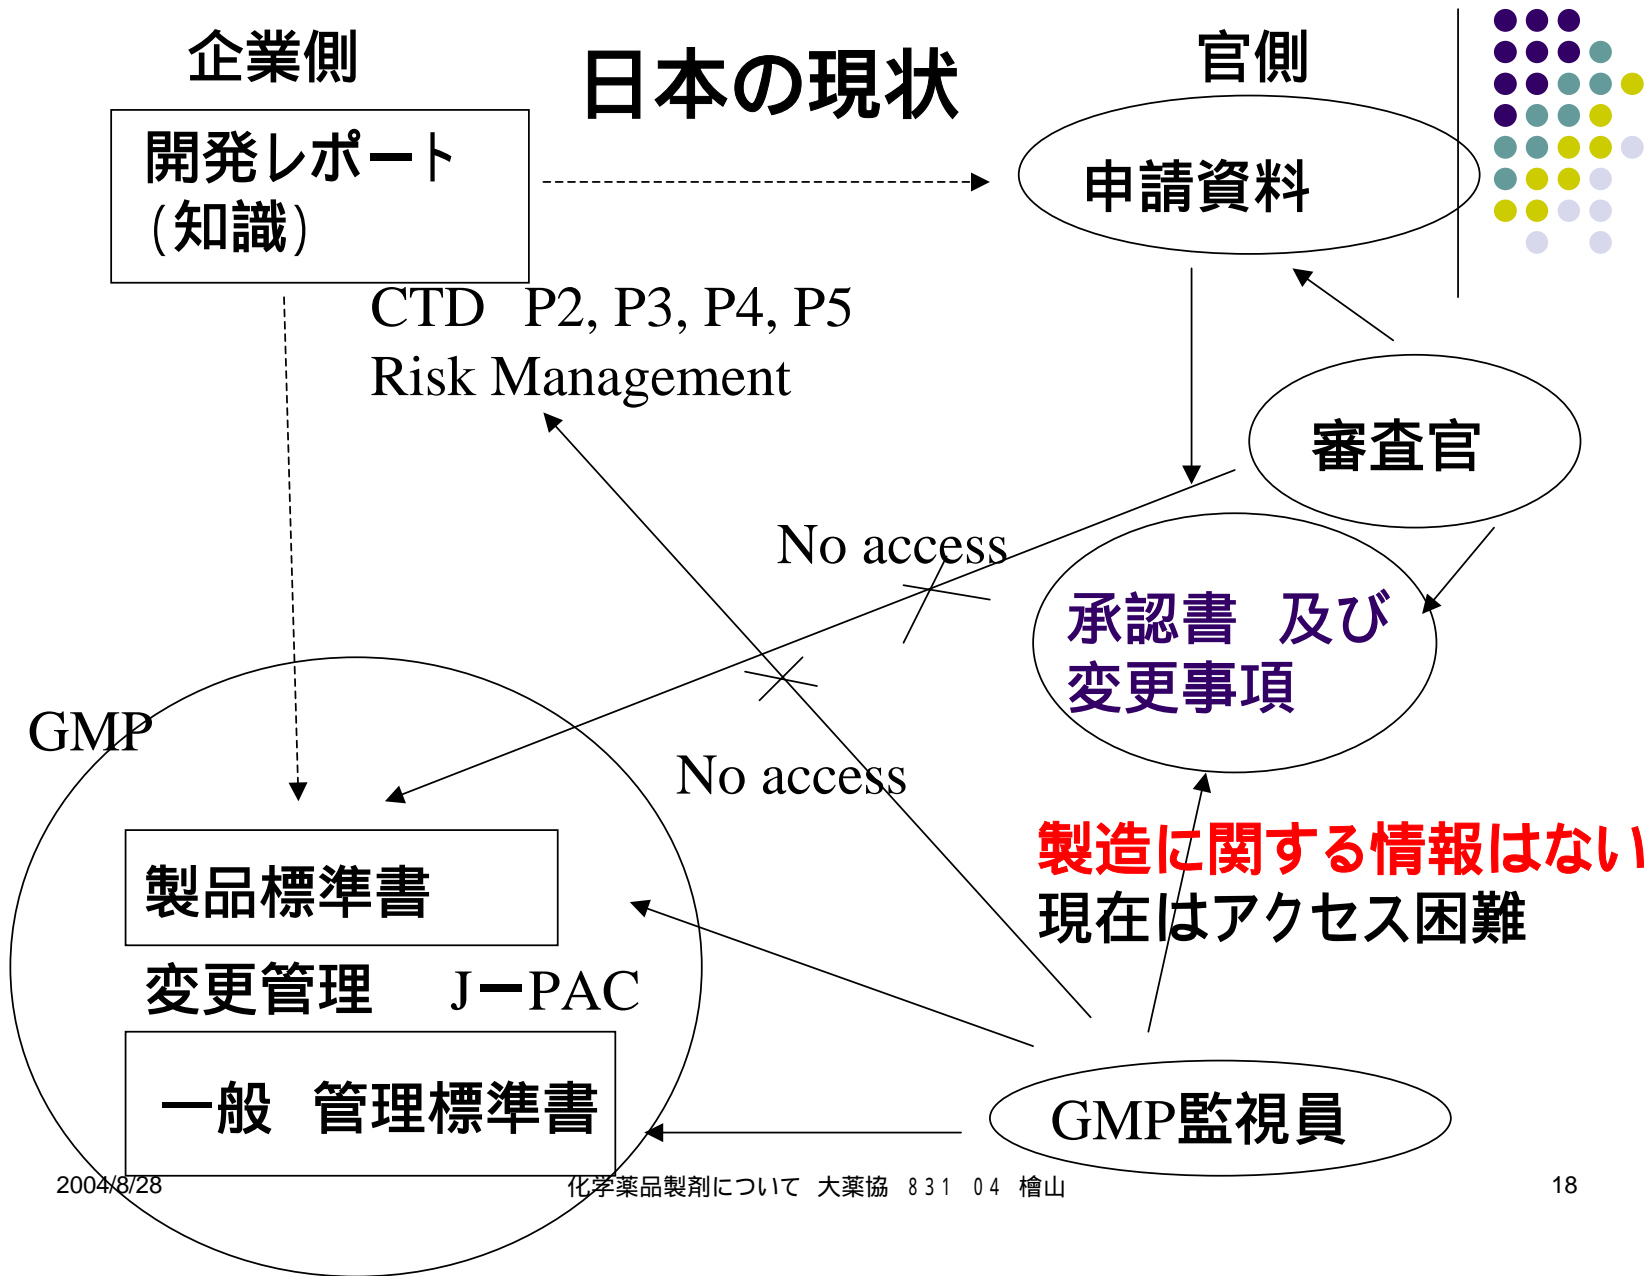 企業側
日本の現状
官側
開発レポート
(知識)
申請資料
CTD P2, P3, P4, P5
Risk Management
審査官
No access
承認書 及び
変更事項
GMP
No access
製造に関する情報はない
現在はアクセス困難
製品標準書
変更管理 JーPAC
一般 管理標準書
GMP監視員
2004/8/28
化学薬品製剤について 大薬協 831 04 檜山
18